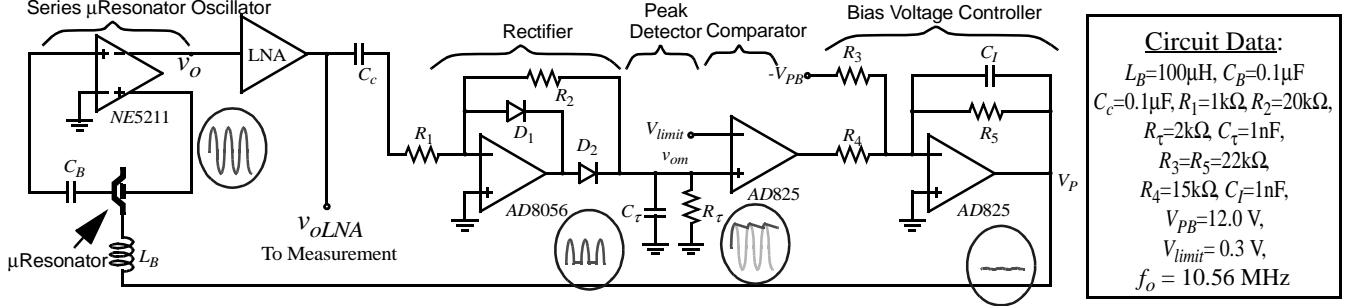 Series μResonator Oscillator
Rectifier
Peak
Detector
Comparator
Bias Voltage Controller
LNA
v_o
NE5211
C_B
μResonator
L_B
v_oLNA
To Measurement
C_c
R_1
R_2
D_1
D_2
AD8056
C_τ
R_τ
V_limit
v_om
AD825
-V_PB
R_3
R_4
C_I
R_5
AD825
V_P
Circuit Data:
L_B=100μH, C_B=0.1μF
C_c=0.1μF, R_1=1kΩ, R_2=20kΩ,
R_τ=2kΩ, C_τ=1nF,
R_3=R_5=22kΩ,
R_4=15kΩ, C_I=1nF,
V_PB=12.0 V,
V_limit= 0.3 V,
f_o = 10.56 MHz